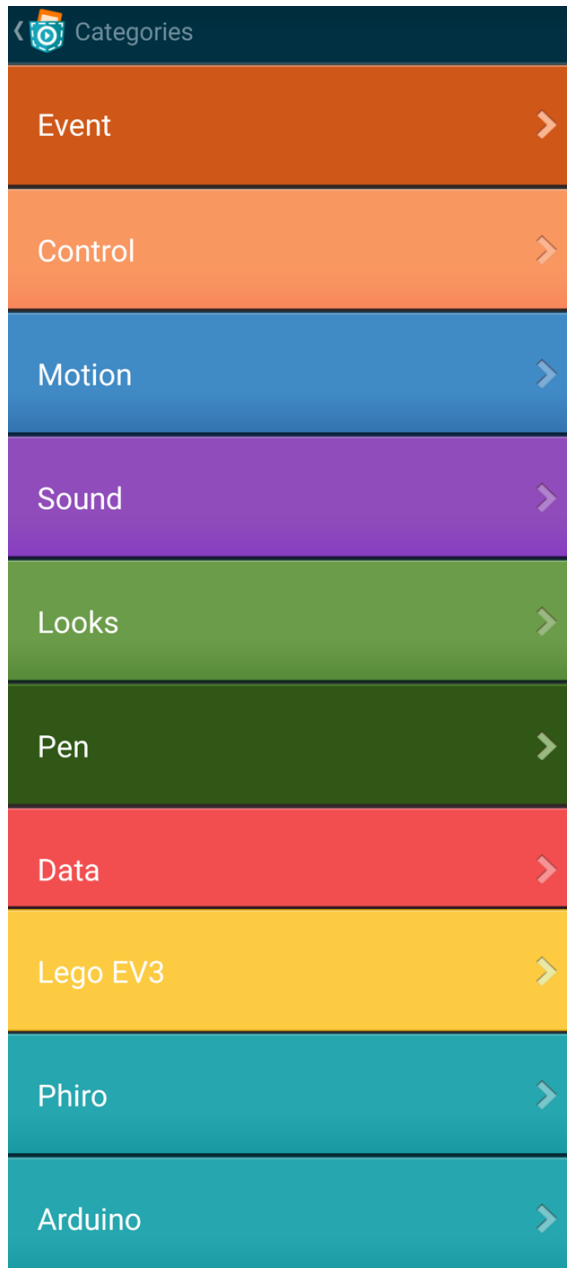 Categories
Event
Control
Motion
Sound
Looks
Pen
Data
Lego EV3
Phiro
Arduino